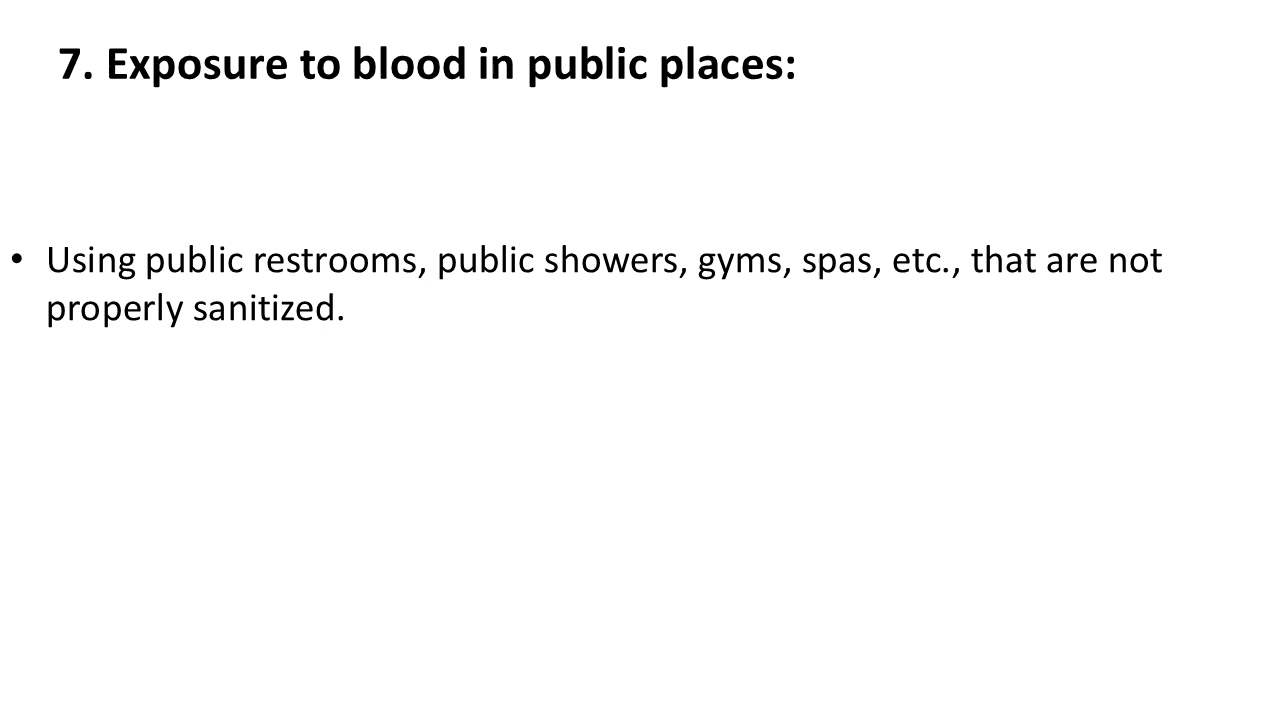 7. Exposure to blood in public places:
• Using public restrooms, public showers, gyms, spas, etc., that are not
properly sanitized.